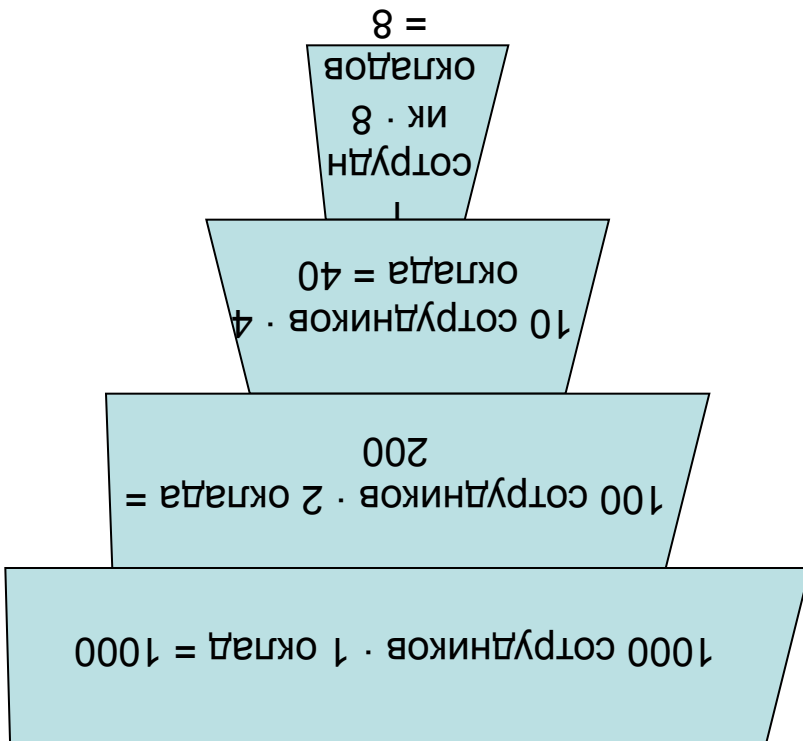 1000 сотрудников · 1 оклад = 1000
100 сотрудников · 2 оклада =
200
10 сотрудников · 4
оклада = 40
1
сотрудн
ик · 8
окладов
= 8